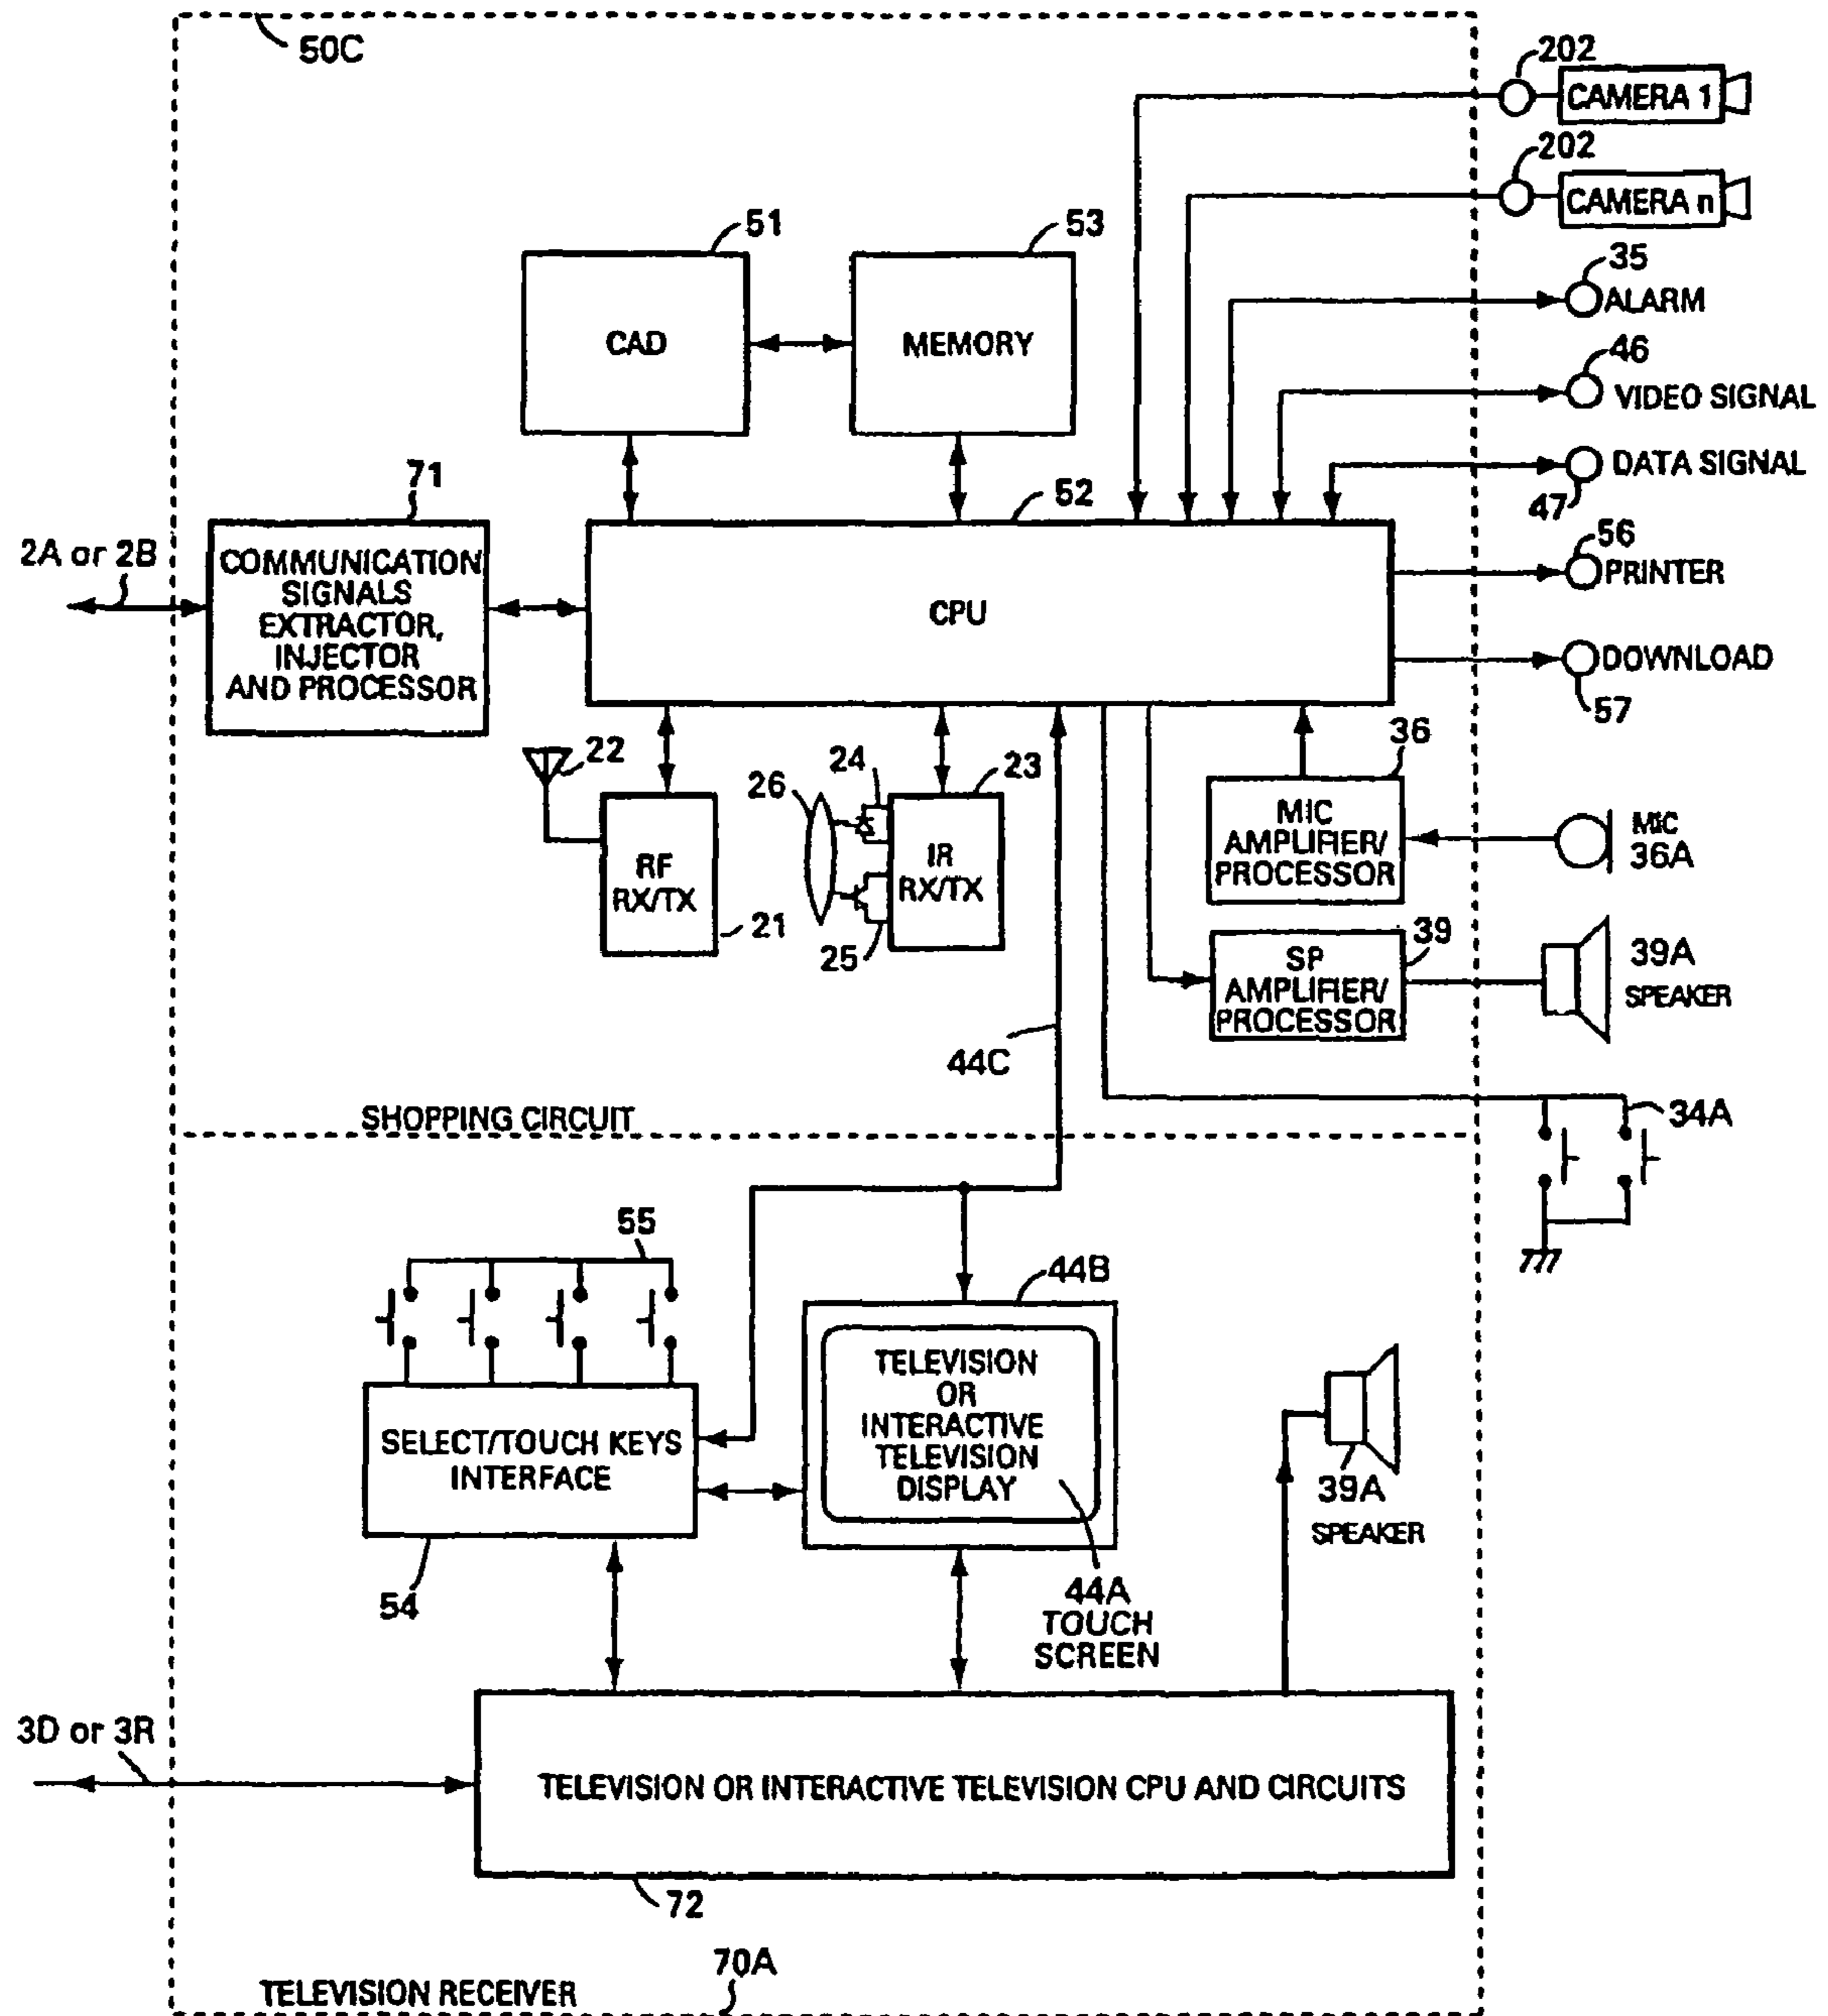 50C
202
CAMERA 1
202
CAMERA n
51
53
35
ALARM
CAD
MEMORY
46
VIDEO SIGNAL
71
52
DATA SIGNAL
47
2A or 2B
COMMUNICATION
SIGNALS
EXTRACTOR,
INJECTOR
AND PROCESSOR
CPU
56
PRINTER
DOWNLOAD
57
22
26
24
23
36
RF
RX/TX
21
IR
RX/TX
25
MIC
AMPLIFIER/
PROCESSOR
MIC
36A
39
SP
AMPLIFIER/
PROCESSOR
39A
SPEAKER
44C
SHOPPING CIRCUIT
34A
55
44B
SELECT/TOUCH KEYS
INTERFACE
TELEVISION
OR
INTERACTIVE
TELEVISION
DISPLAY
39A
SPEAKER
54
44A
TOUCH
SCREEN
3D or 3R
TELEVISION OR INTERACTIVE TELEVISION CPU AND CIRCUITS
72
70A
TELEVISION RECEIVER